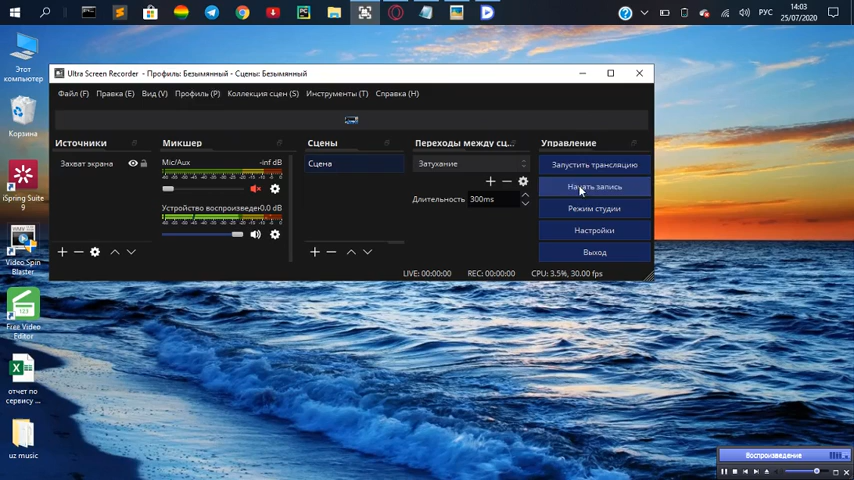 14:03
РУС
25/07/2020
Этот компьютер
Корзина
iSpring Suite 9
Video Spin Blaster
Free Video Editor
отчет по сервису ...
uz music
Ultra Screen Recorder - Профиль: Безымянный - Сцены: Безымянный
Файл (F) Правка (E) Вид (V) Профиль (P) Коллекция сцен (S) Инструменты (T) Справка (H)
Источники Микшер Сцены Переходы между сц... Управление
Захват экрана
Mic/Aux -inf dB
Устройство воспроизведен 0.0 dB
Сцена
Затухание
Длительность 300ms
Запустить трансляцию
Начать запись
Режим студии
Настройки
Выход
LIVE: 00:00:00 REC: 00:00:00 CPU: 3.5%, 30.00 fps
Воспроизведение